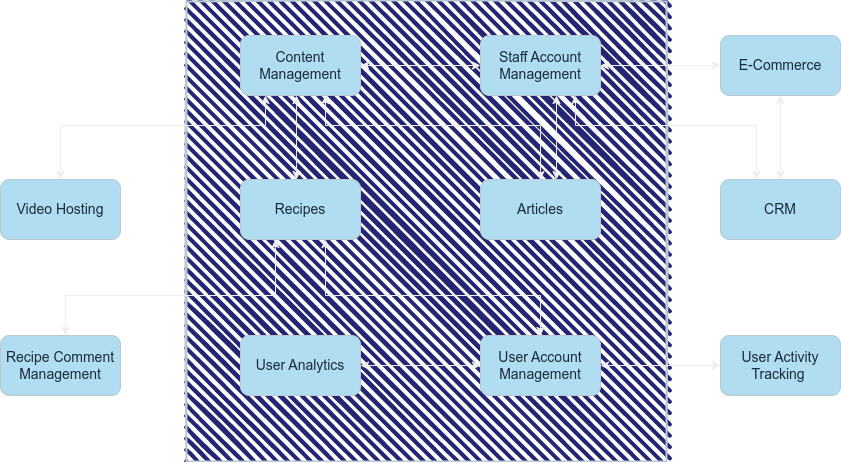 Content
Management
Staff Account
Management
E-Commerce
Video Hosting
Recipes
Articles
CRM
Recipe Comment
Management
User Analytics
User Account
Management
User Activity
Tracking